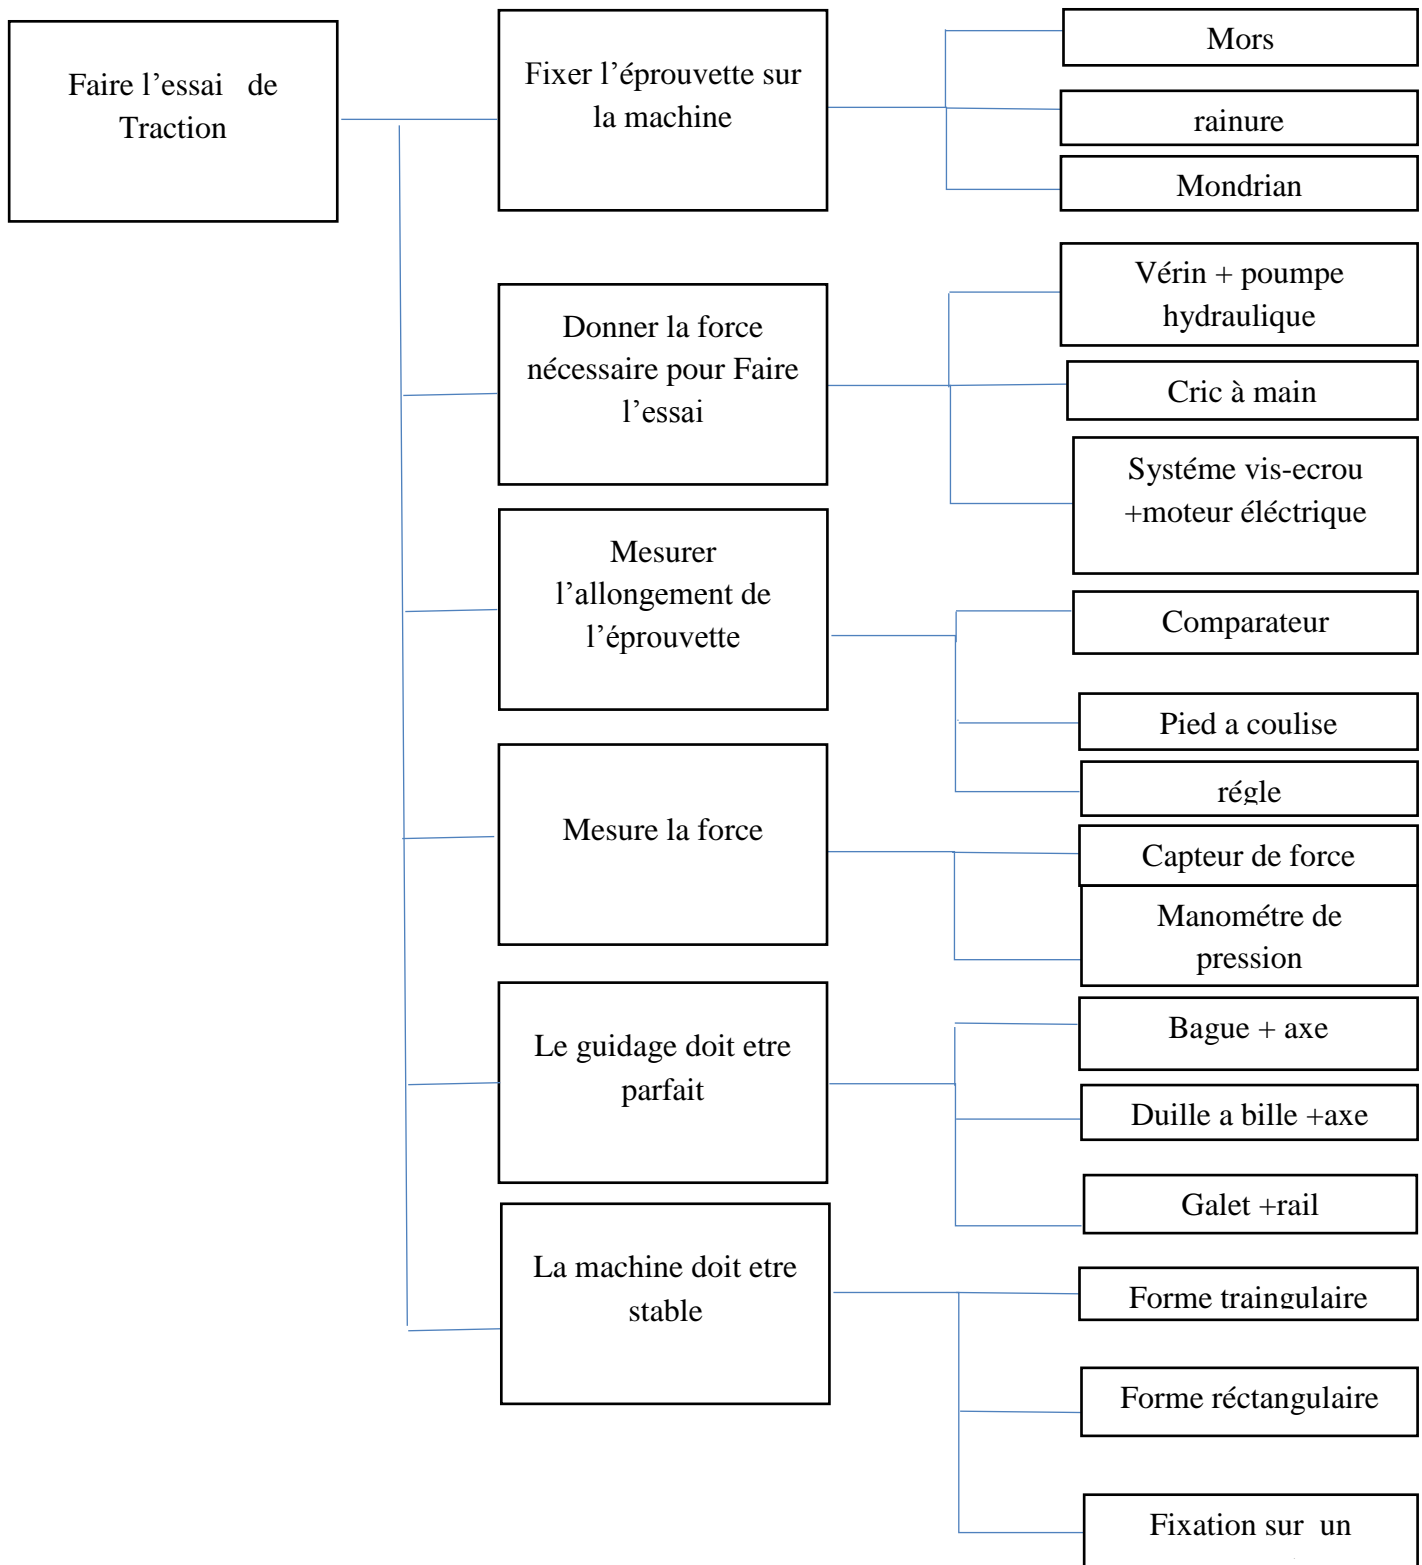 Faire l’essai de
Traction
Fixer l’éprouvette sur
la machine
Mors
rainure
Mondrian
Donner la force
nécessaire pour Faire
l’essai
Vérin + poumpe
hydraulique
Cric à main
Systéme vis-ecrou
+moteur éléctrique
Mesurer
l’allongement de
l’éprouvette
Comparateur
Pied a coulise
régle
Mesure la force
Capteur de force
Manométre de
pression
Le guidage doit etre
parfait
Bague + axe
Duille a bille +axe
Galet +rail
La machine doit etre
stable
Forme traingulaire
Forme réctangulaire
Fixation sur un